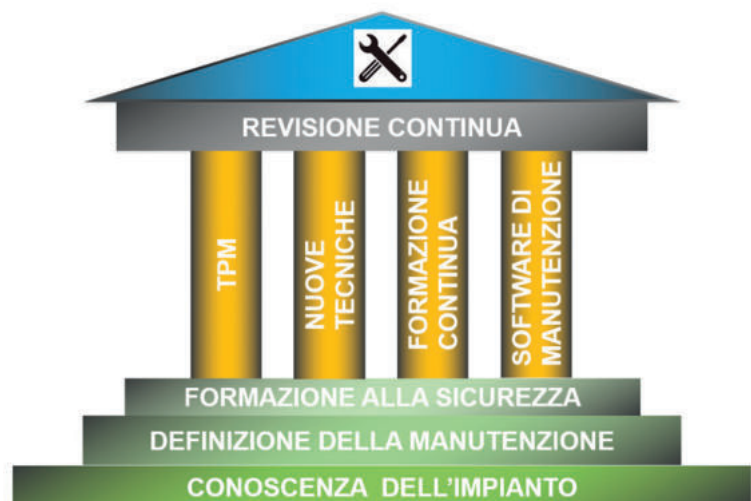 REVISIONE CONTINUA
TPM
NUOVE
TECNICHE
FORMAZIONE
CONTINUA
SOFTWARE DI
MANUTENZIONE
FORMAZIONE ALLA SICUREZZA
DEFINIZIONE DELLA MANUTENZIONE
CONOSCENZA DELL'IMPIANTO